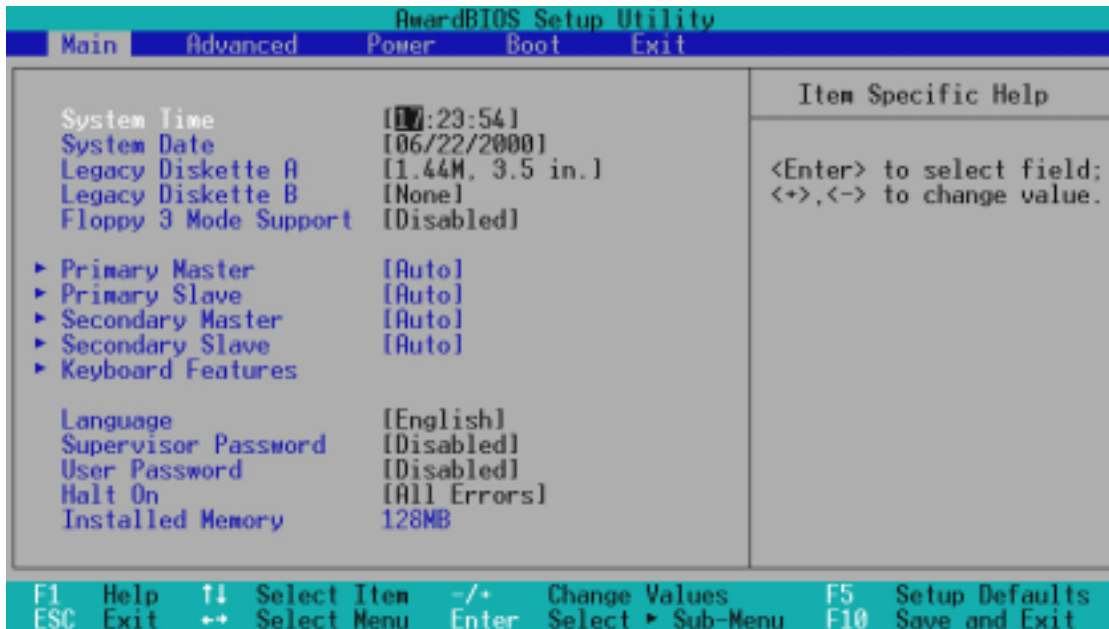 AwardBIOS Setup Utility
Main Advanced Power Boot Exit
Item Specific Help
System Time [17:23:54]
System Date [06/22/2000]
Legacy Diskette A [1.44M, 3.5 in.]
Legacy Diskette B [None]
Floppy 3 Mode Support [Disabled]
<Enter> to select field;
<+>,<-> to change value.
▶ Primary Master [Auto]
▶ Primary Slave [Auto]
▶ Secondary Master [Auto]
▶ Secondary Slave [Auto]
▶ Keyboard Features
Language [English]
Supervisor Password [Disabled]
User Password [Disabled]
Halt On [All Errors]
Installed Memory 128MB
F1 Help ↑↓ Select Item -/+ Change Values F5 Setup Defaults
ESC Exit ←→ Select Menu Enter Select ▶ Sub-Menu F10 Save and Exit